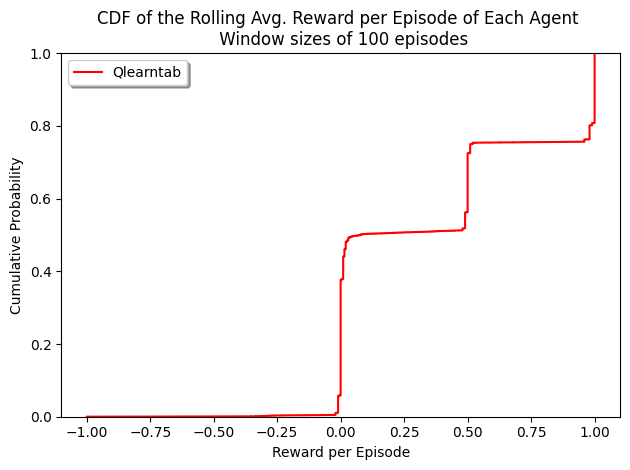 CDF of the Rolling Avg. Reward per Episode of Each Agent
Window sizes of 100 episodes
Qlearntab
1.0
0.8
0.6
0.4
0.2
0.0
Cumulative Probability
−1.00 −0.75 −0.50 −0.25 0.00 0.25 0.50 0.75 1.00
Reward per Episode